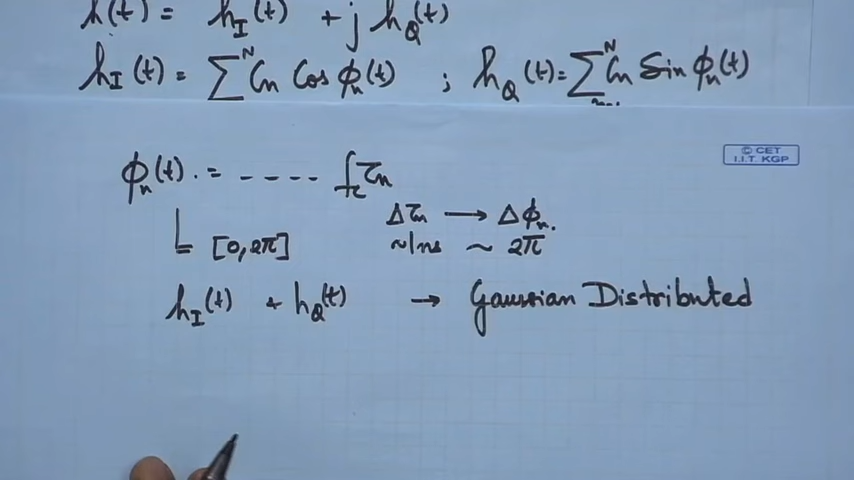 h(t) = h_I(t) + j h_Q(t)
h_I(t) = ∑^N C_n Cos φ_n(t) ; h_Q(t) = ∑^N C_n Sin φ_n(t)
© CET
I.I.T. KGP
φ_n(t) = ---- f_c τ_n
Δτ_n → Δφ_n.
[0, 2π] ~1ns ~ 2π
h_I(t) + h_Q(t) → Gaussian Distributed